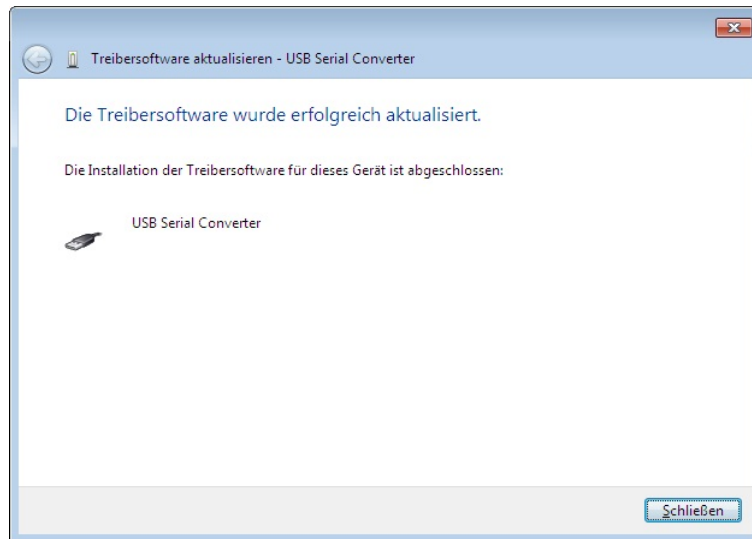 Treibersoftware aktualisieren - USB Serial Converter
Die Treibersoftware wurde erfolgreich aktualisiert.
Die Installation der Treibersoftware für dieses Gerät ist abgeschlossen:
USB Serial Converter
Schließen